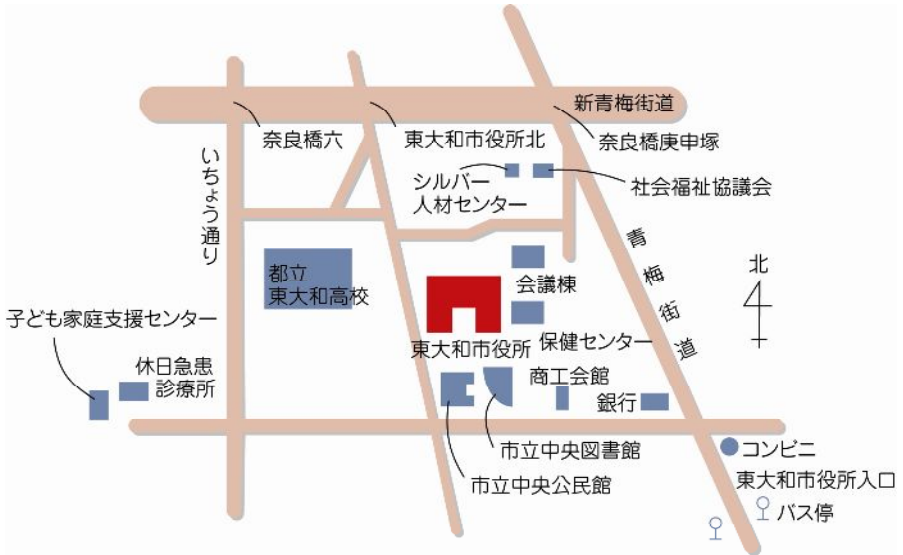 新青梅街道
奈良橋六
東大和市役所北
奈良橋庚申塚
いちょう通り
シルバー
人材センター
社会福祉協議会
青梅街道
北
都立
東大和高校
会議棟
子ども家庭支援センター
東大和市役所
保健センター
休日急患
診療所
商工会館
銀行
市立中央図書館
コンビニ
市立中央公民館
東大和市役所入口
バス停